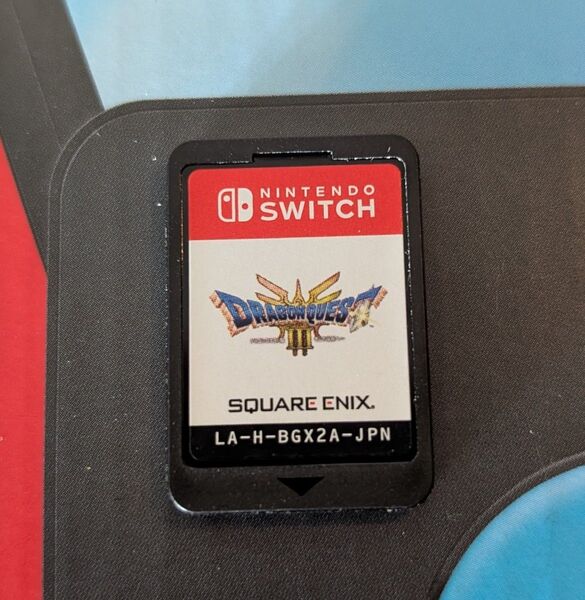 NINTENDO
SWITCH
DRAGON QUEST
III
SQUARE ENIX.
LA-H-BGX2A-JPN